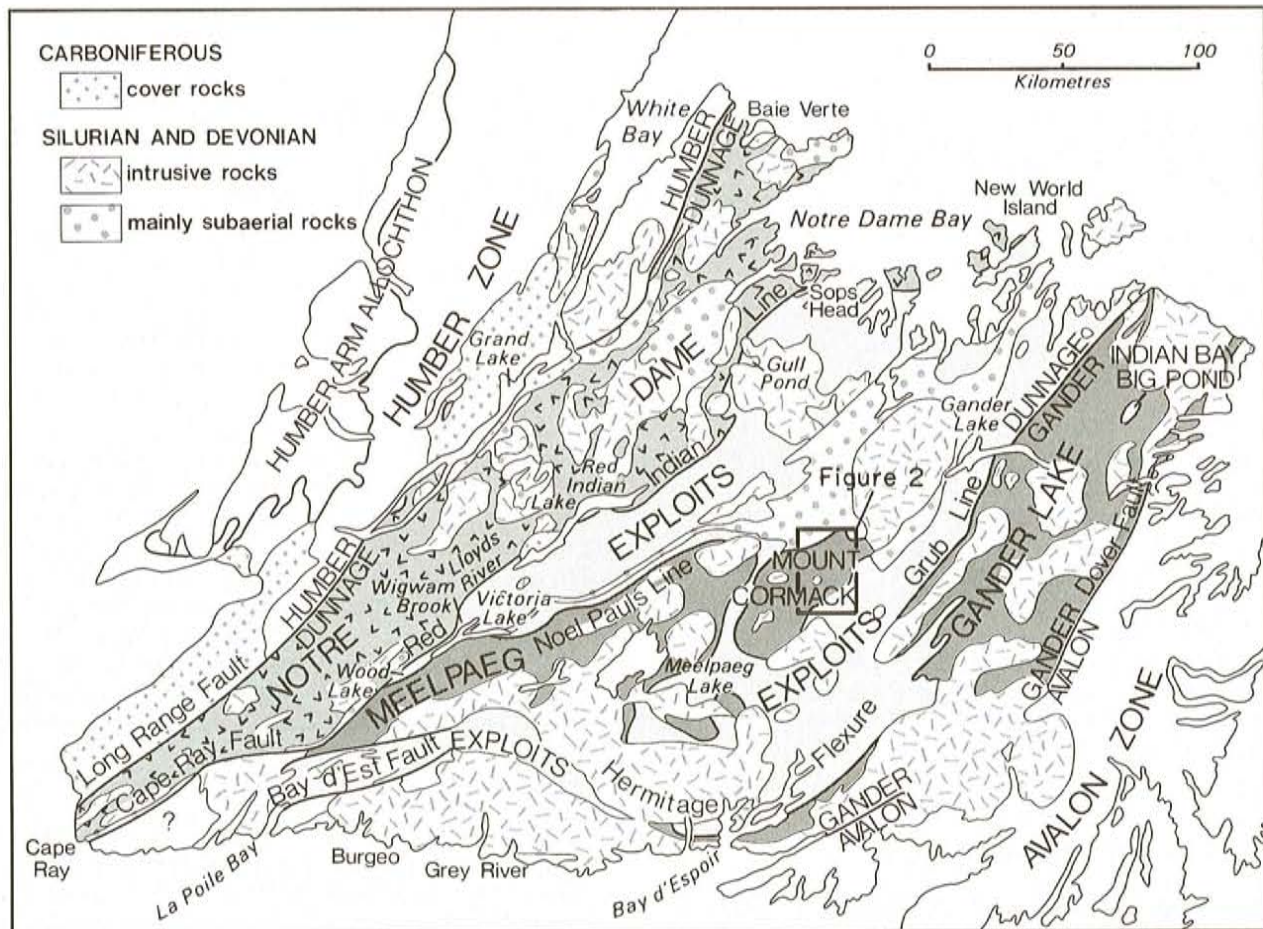 CARBONIFEROUS
cover rocks
SILURIAN AND DEVONIAN
intrusive rocks
mainly subaerial rocks
0 50 100
Kilometres
White
Bay
Baie Verte
HUMBER
DUNNAGE
New World
Island
Notre Dame Bay
HUMBER ARM ALLOCHTHON
HUMBER ZONE
Grand
Lake
Sops
Head
Line
DAME
Gull
Pond
INDIAN BAY
BIG POND
DUNNAGE
GANDER
Gander
Lake
Red
Indian
Lake
Indian
Figure 2
EXPLOITS
Lloyds
River
Wigwam
Brook
Victoria
Lake
MOUNT
CORMACK
Grub Line
GANDER LAKE
Dover Fault
HUMBER
DUNNAGE
NOTRE
Red
Noel Pauls Line
Wood
Lake
MEELPAEG
Meelpaeg
Lake
EXPLOITS
GANDER
AVALON
Long Range Fault
Cape Ray Fault
Bay d'Est Fault
EXPLOITS
Hermitage
Flexure
GANDER
AVALON
AVALON ZONE
?
Cape
Ray
La Poile Bay
Burgeo
Grey River
Bay d'Espoir